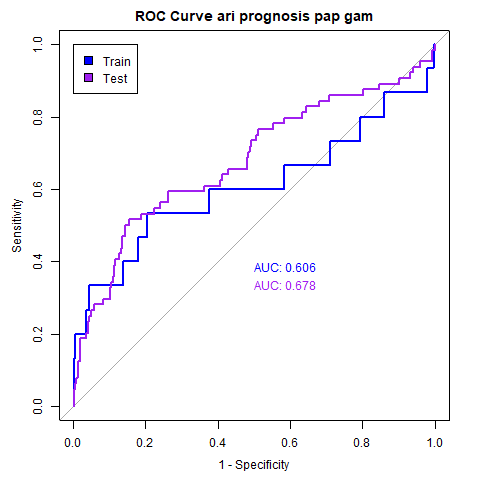 ROC Curve ari prognosis pap gam
Train
Test
AUC: 0.606
AUC: 0.678
Sensitivity
0.0 0.2 0.4 0.6 0.8 1.0
0.0 0.2 0.4 0.6 0.8 1.0
1 - Specificity